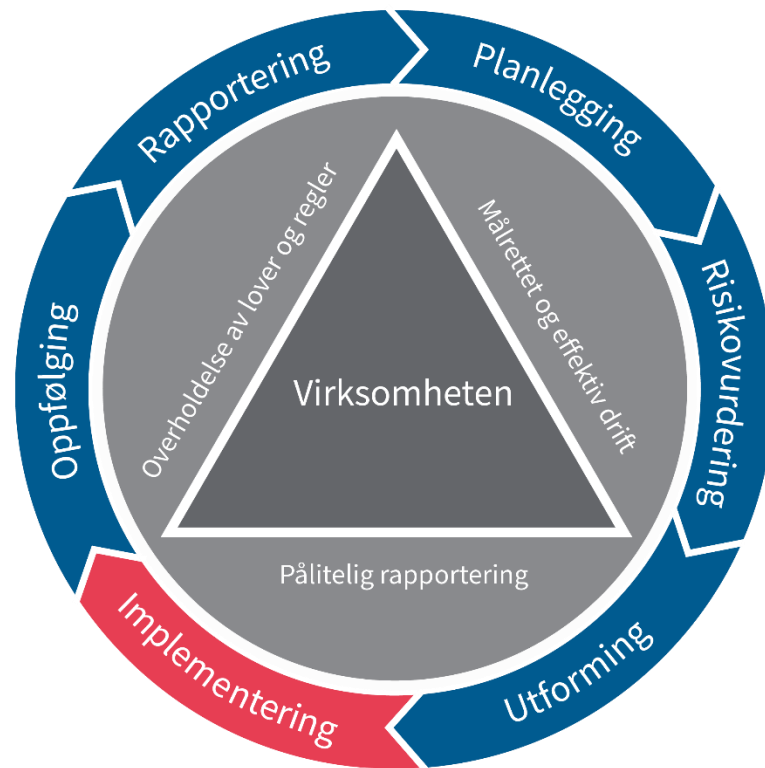 Planlegging
Risikovurdering
Utforming
Implementering
Oppfølging
Rapportering
Overholdelse av lover og regler
Målrettet og effektiv drift
Virksomheten
Pålitelig rapportering